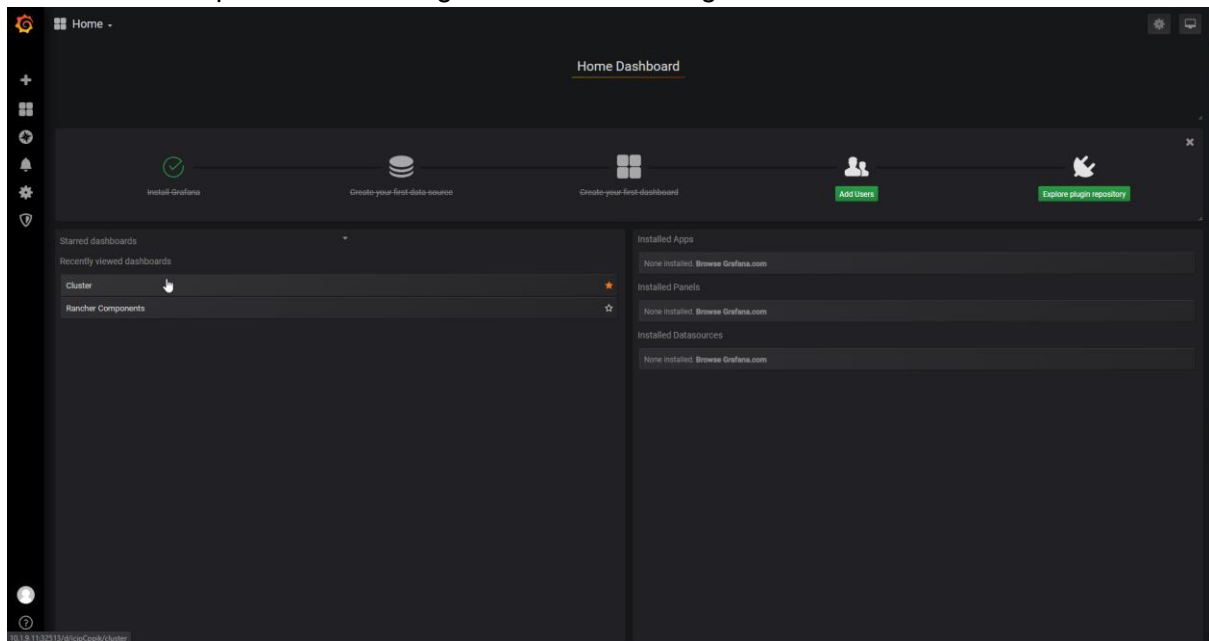 Home
Home Dashboard
Install Grafana
Create your first data source
Create your first dashboard
Add Users
Explore plugin repository
Starred dashboards
Recently viewed dashboards
Cluster
Rancher Components
Installed Apps
None installed. Browse Grafana.com
Installed Panels
None installed. Browse Grafana.com
Installed Datasources
None installed. Browse Grafana.com